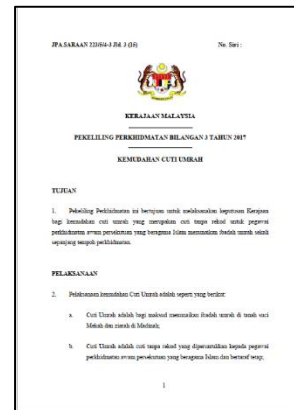 JPA.SARAAN 223/5/4-3 Jld. 3 (35) No. Siri :
KERAJAAN MALAYSIA
PEKELILING PERKHIDMATAN BILANGAN 3 TAHUN 2017
KEMUDAHAN CUTI UMRAH
TUJUAN
1. Pekeliling Perkhidmatan ini bertujuan untuk melaksanakan keputusan Kerajaan
bagi kemudahan cuti umrah yang merupakan cuti tanpa rekod untuk pegawai
perkhidmatan awam persekutuan yang beragama Islam menunaikan ibadah umrah sekali
sepanjang tempoh perkhidmatan.
PELAKSANAAN
2. Pelaksanaan kemudahan Cuti Umrah adalah seperti yang berikut:
a. Cuti Umrah adalah bagi maksud menunaikan ibadah umrah di tanah suci
Mekah dan ziarah di Madinah;
b. Cuti Umrah adalah cuti tanpa rekod yang diperuntukkan kepada pegawai
perkhidmatan awam persekutuan yang beragama Islam dan bertaraf tetap,
1